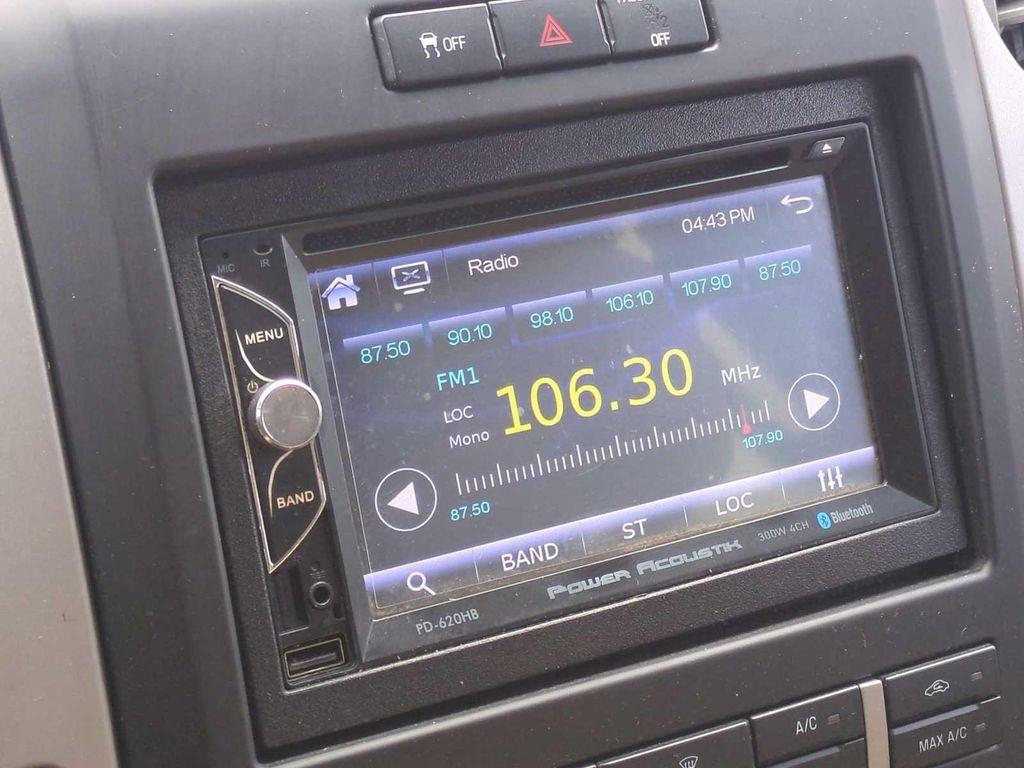 OFF
OFF
MIC
IR
Radio
04:43 PM
MENU
87.50
90.10
98.10
106.10
107.90
87.50
FM1
LOC
Mono
106.30
MHz
87.50
107.90
BAND
BAND
ST
LOC
PD-620HB
POWER ACOUSTIK
300W 4CH
Bluetooth
A/C
MAX A/C